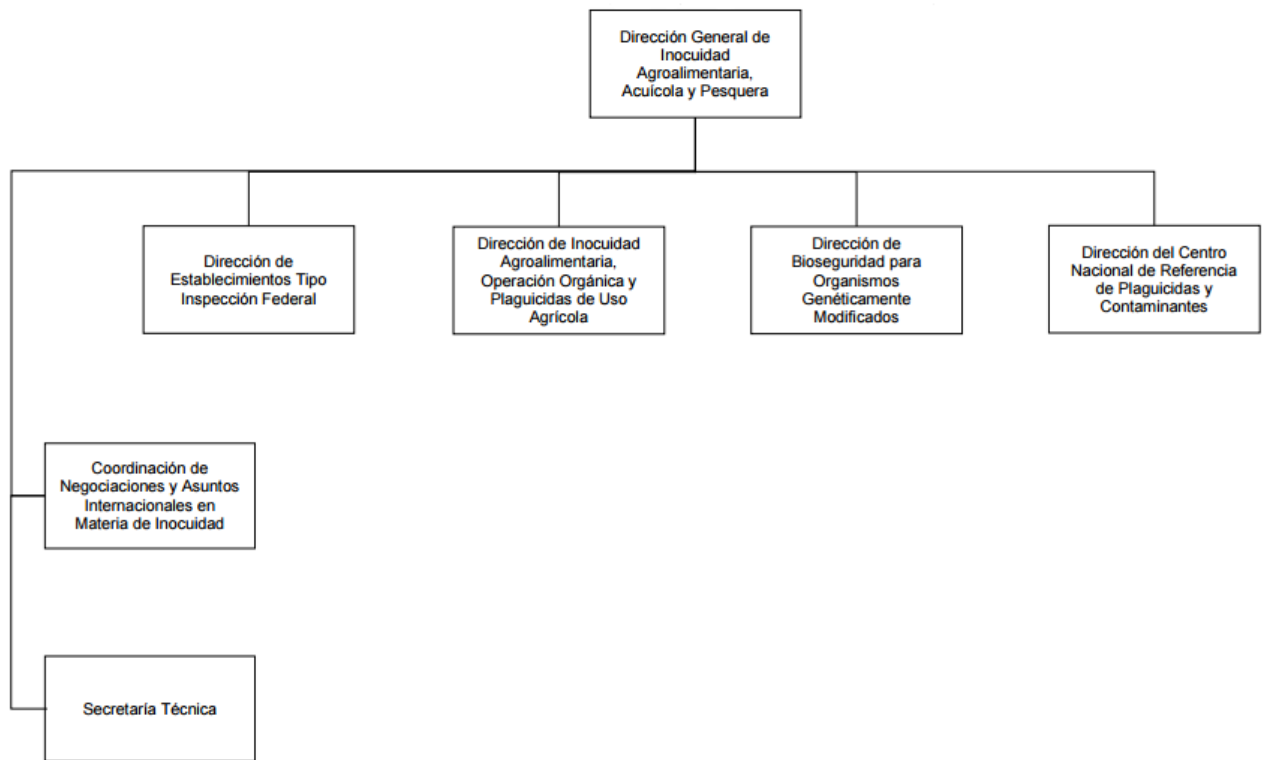 Dirección General de
Inocuidad
Agroalimentaria,
Acuícola y Pesquera
Dirección de
Establecimientos Tipo
Inspección Federal
Dirección de Inocuidad
Agroalimentaria,
Operación Orgánica y
Plaguicidas de Uso
Agrícola
Dirección de
Bioseguridad para
Organismos
Genéticamente
Modificados
Dirección del Centro
Nacional de Referencia
de Plaguicidas y
Contaminantes
Coordinación de
Negociaciones y Asuntos
Internacionales en
Materia de Inocuidad
Secretaría Técnica